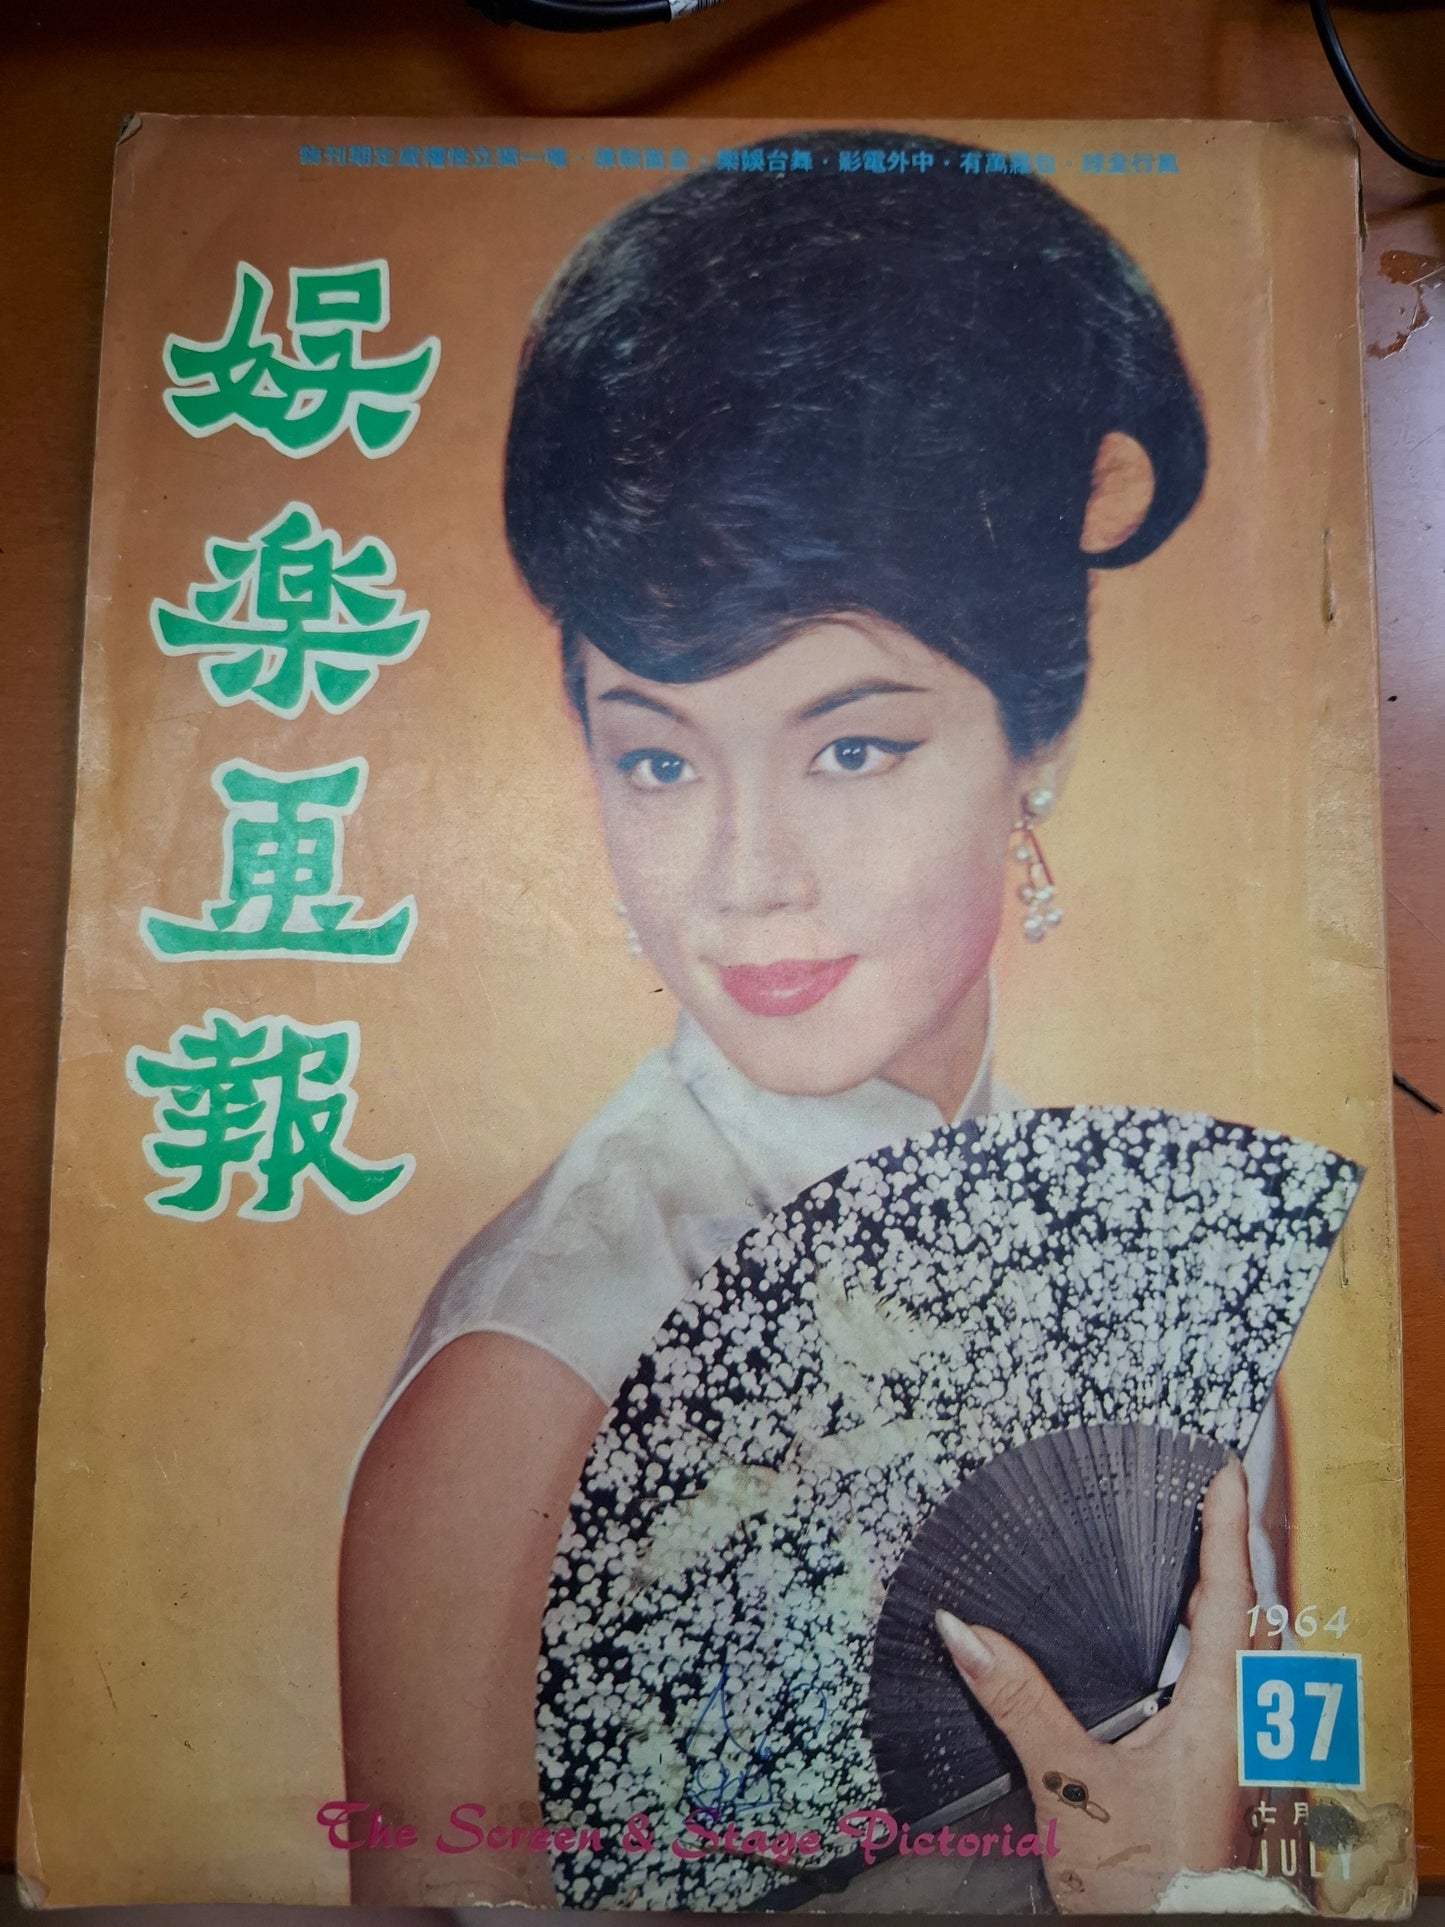 風行全球・包羅萬有・中外電影・舞台娛樂・全面報導・唯一獨立性權威定期刊物
娛樂畫報
1964
37
七月
JULY
The Screen & Stage Pictorial